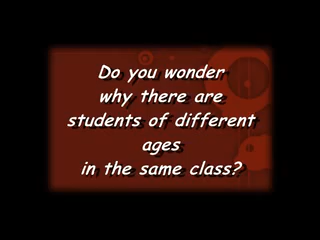 Do you wonder
why there are
students of different
ages
in the same class?